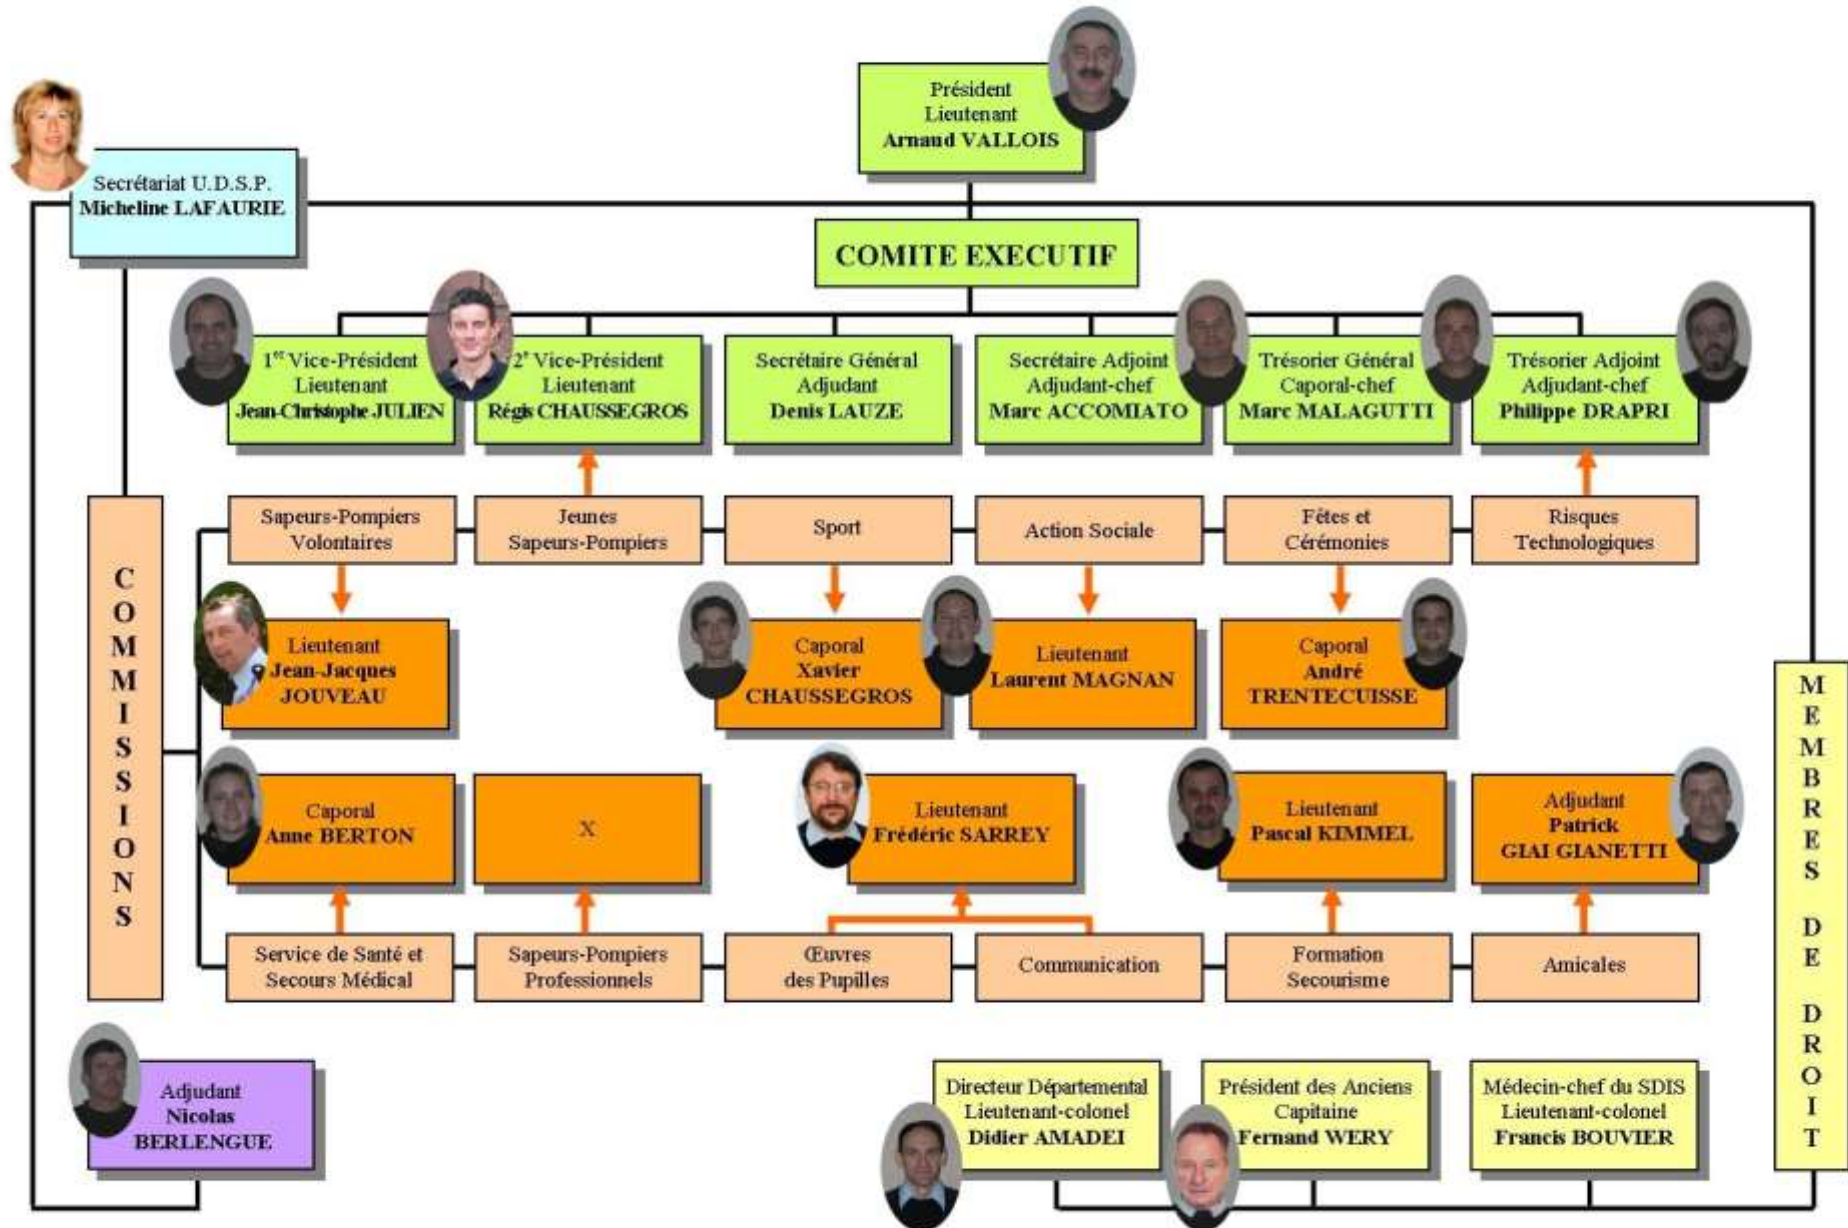 Président
Lieutenant
Arnaud VALLOIS
Secrétariat U.D.S.P.
Micheline LAFAURIE
COMITE EXECUTIF
1er Vice-Président
Lieutenant
Jean-Christophe JULIEN
2e Vice-Président
Lieutenant
Régis CHAUSSEGROS
Secrétaire Général
Adjudant
Denis LAUZE
Secrétaire Adjoint
Adjudant-chef
Marc ACCOMIATO
Trésorier Général
Caporal-chef
Marc MALAGUTTI
Trésorier Adjoint
Adjudant-chef
Philippe DRAPRI
COMMISSIONS
Sapeurs-Pompiers
Volontaires
Jeunes
Sapeurs-Pompiers
Sport
Action Sociale
Fêtes et
Cérémonies
Risques
Technologiques
Lieutenant
Jean-Jacques
JOUVEAU
Caporal
Xavier
CHAUSSEGROS
Lieutenant
Laurent MAGNAN
Caporal
André
TRENTECUISSE
MEMBRES DE DROIT
Caporal
Anne BERTON
X
Lieutenant
Frédéric SARREY
Lieutenant
Pascal KIMMEL
Adjudant
Patrick
GIAI GIANETTI
Service de Santé et
Secours Médical
Sapeurs-Pompiers
Professionnels
Œuvres
des Pupilles
Communication
Formation
Secourisme
Amicales
Adjudant
Nicolas
BERLENGUE
Directeur Départemental
Lieutenant-colonel
Didier AMADEI
Président des Anciens
Capitaine
Fernand WERY
Médecin-chef du SDIS
Lieutenant-colonel
Francis BOUVIER